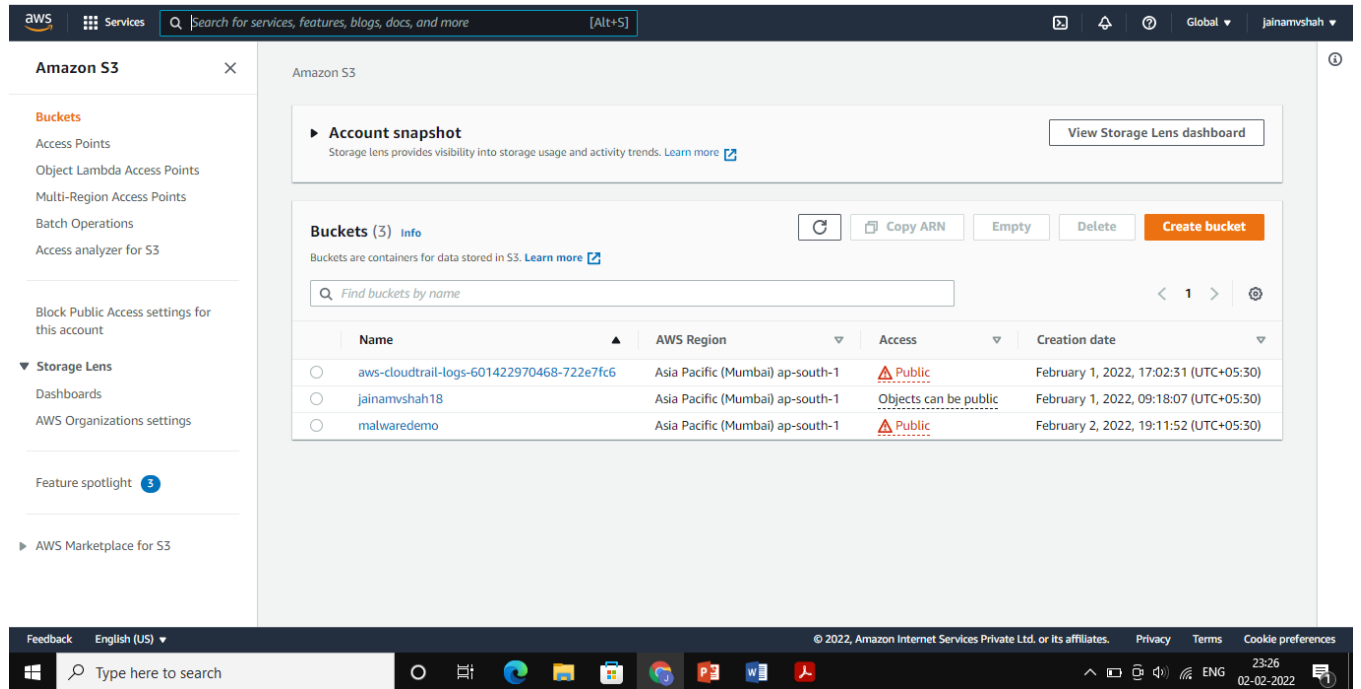 aws
Services
Search for services, features, blogs, docs, and more
[Alt+S]
Global
jainamvshah
Amazon S3
Buckets
Access Points
Object Lambda Access Points
Multi-Region Access Points
Batch Operations
Access analyzer for S3
Block Public Access settings for
this account
Storage Lens
Dashboards
AWS Organizations settings
Feature spotlight 3
AWS Marketplace for S3
Amazon S3
Account snapshot
Storage lens provides visibility into storage usage and activity trends. Learn more
View Storage Lens dashboard
Buckets (3) Info
Copy ARN
Empty
Delete
Create bucket
Buckets are containers for data stored in S3. Learn more
Find buckets by name
1
Name AWS Region Access Creation date
aws-cloudtrail-logs-601422970468-722e7fc6 Asia Pacific (Mumbai) ap-south-1 Public February 1, 2022, 17:02:31 (UTC+05:30)
jainamvshah18 Asia Pacific (Mumbai) ap-south-1 Objects can be public February 1, 2022, 09:18:07 (UTC+05:30)
malwaredemo Asia Pacific (Mumbai) ap-south-1 Public February 2, 2022, 19:11:52 (UTC+05:30)
Feedback English (US) © 2022, Amazon Internet Services Private Ltd. or its affiliates. Privacy Terms Cookie preferences
Type here to search
ENG
23:26
02-02-2022
1